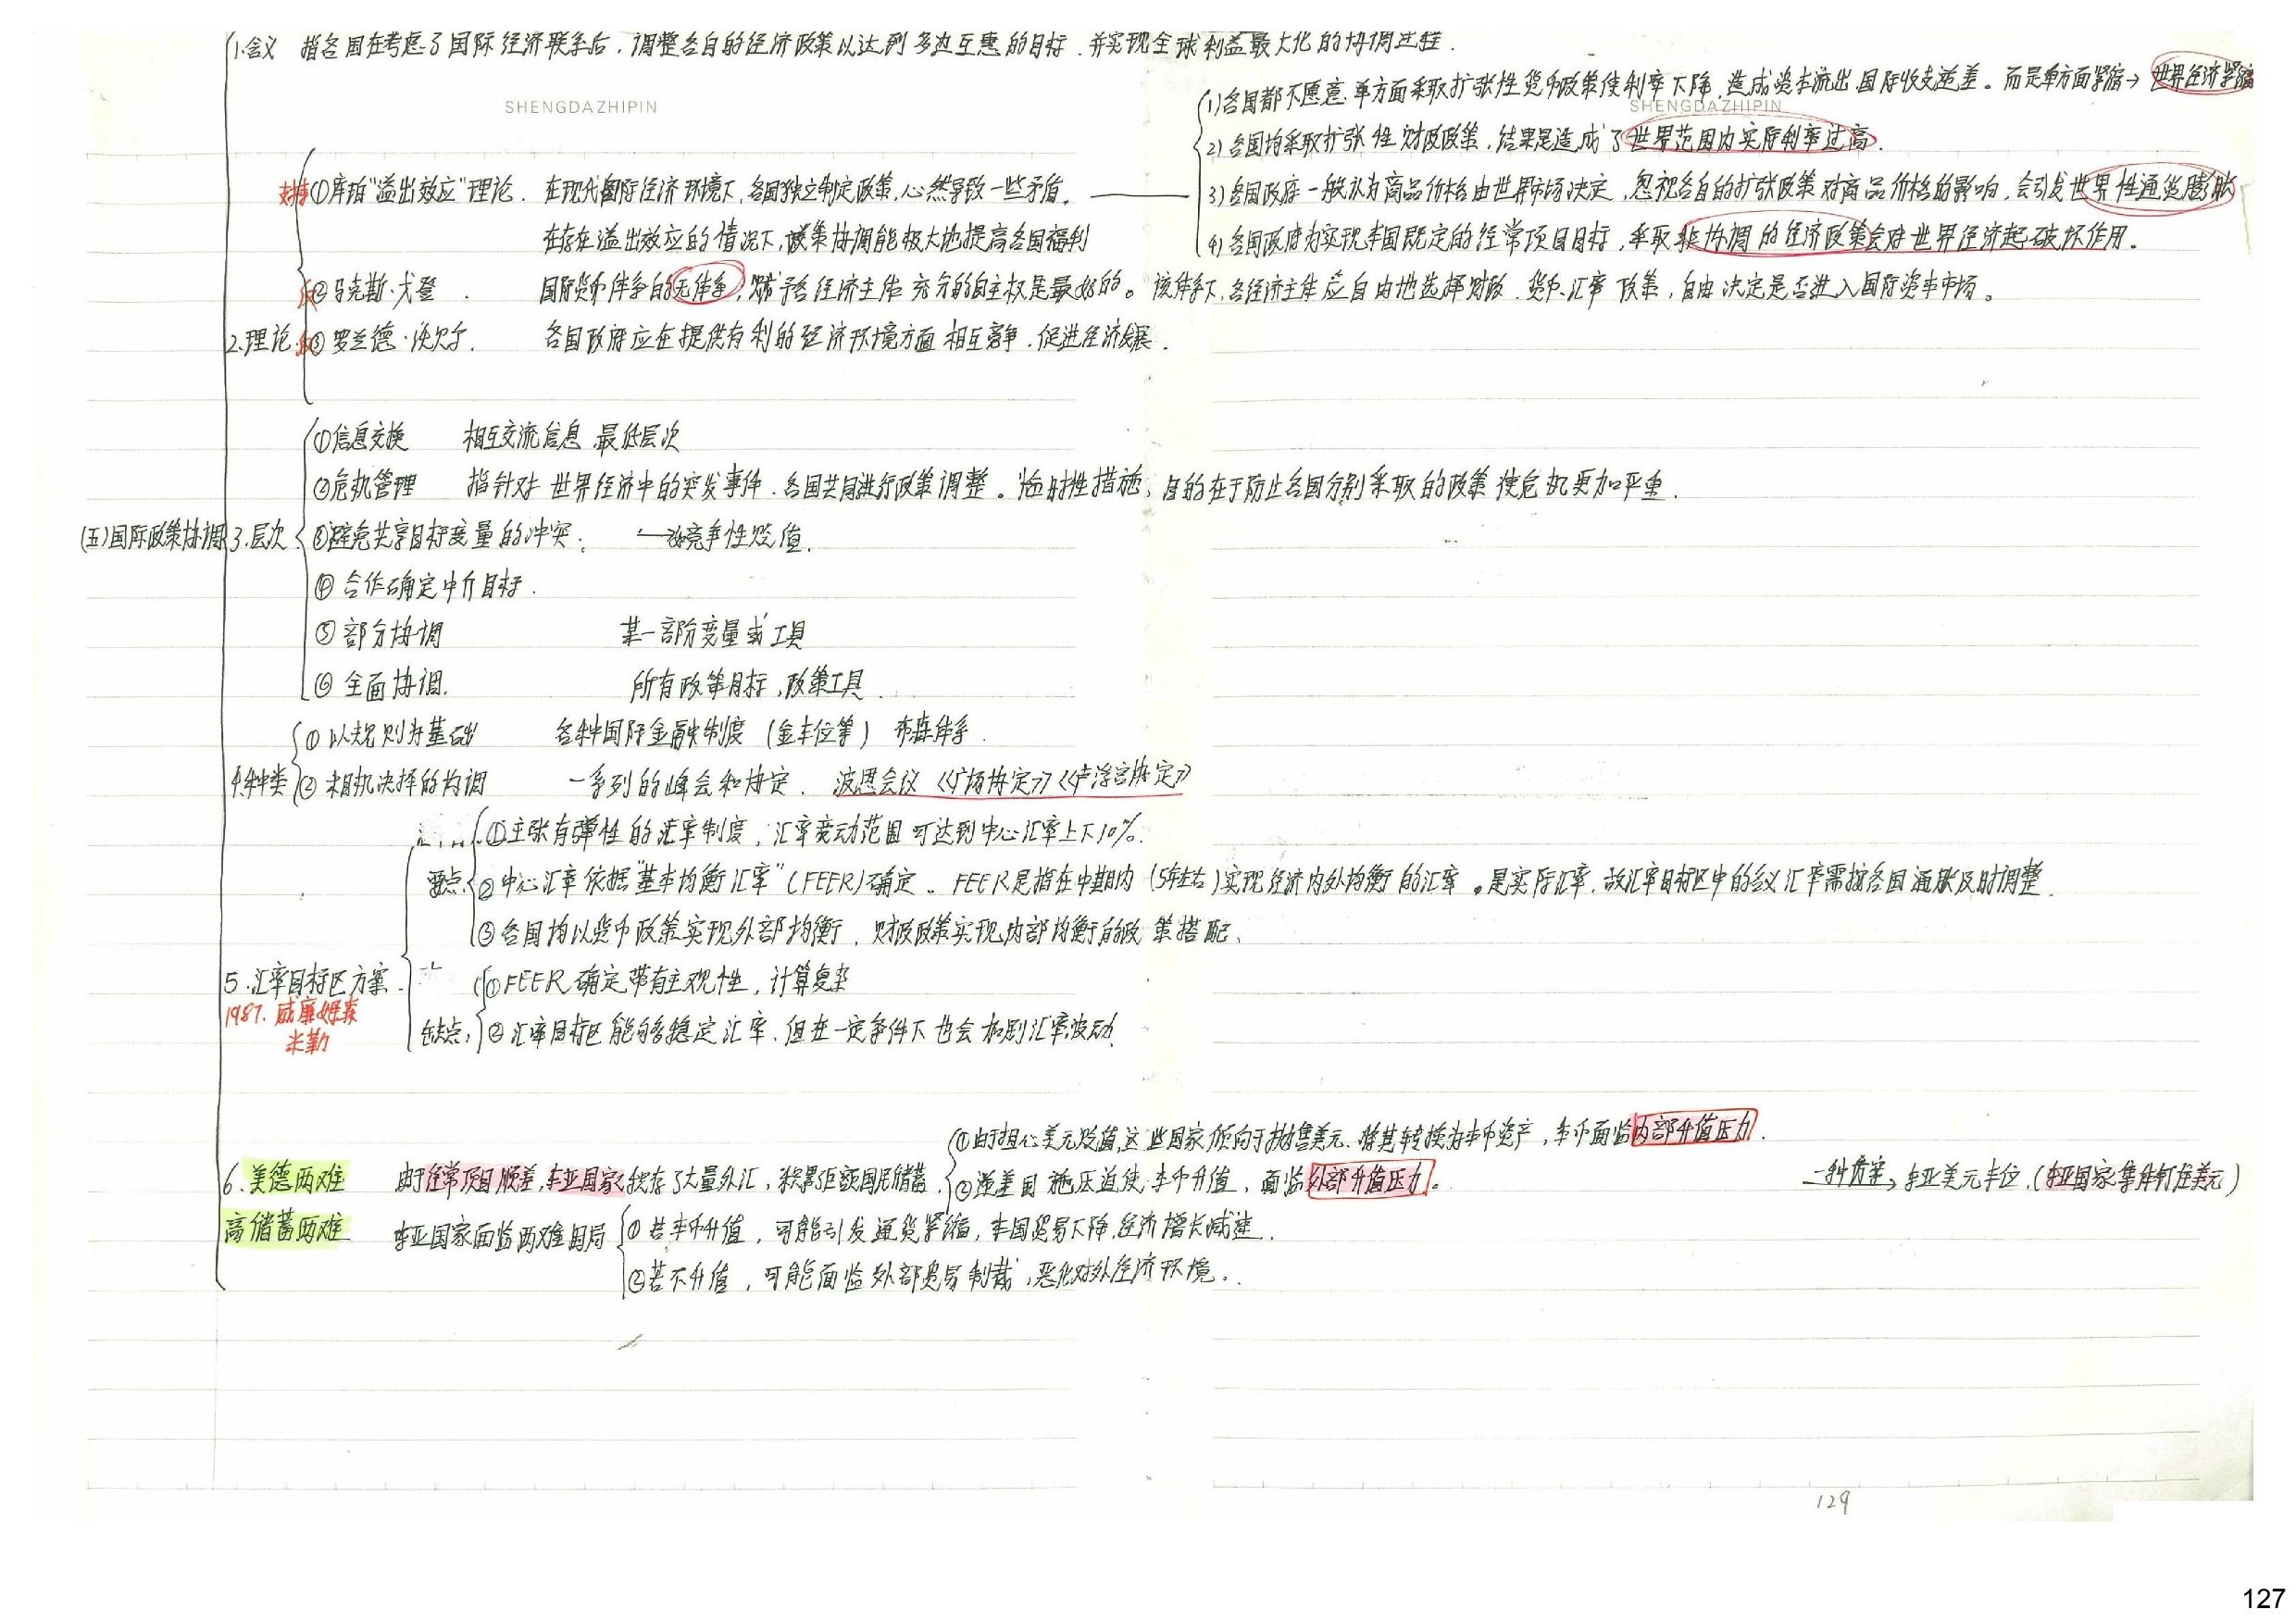 1.含义 指各国在考虑了国际经济联系后,调整各自的经济政策以达到多边互惠的目标.并实现全球利益最大化的协调过程.
SHENGDAZHIPIN
(1)各国都不愿意单方面采取扩张性货币政策使利率下降,造成资本流出国际收支逆差。而是单方面紧缩→世界经济紧缩
SHENGDAZHIPIN
2)各国均采取扩张性财政政策,结果是造成了世界范围内实际利率过高.
3)各国政府一般认为商品价格由世界市场决定,忽视各自的扩张政策对商品价格的影响,会引发世界性通货膨胀
4)各国政府为实现本国既定的经常项目目标,采取非协调的经济政策会对世界经济起破坏作用。
2.理论
支持①库珀"溢出效应"理论. 在现代国际经济环境下,各国独立制定政策,心然导致一些矛盾。
在存在溢出效应的情况下,政策协调能极大地提高各国福利
反②马克斯·戈登. 国际货币体系的无体系,赋予各经济主体充分的自主权是最好的。该体系下,各经济主体应自由地选择财政、货币、汇率政策,自由决定是否进入国际资本市场。
反③罗兰德·沃贝尔. 各国政府应在提供有利的经济环境方面相互竞争.促进经济发展.
(五)国际政策协调
3.层次
①信息交换 相互交流信息.最低层次
②危机管理 指针对世界经济中的突发事件.各国共同进行政策调整。临时性措施,目的在于防止各国分别采取的政策使危机更加严重.
③避免共享目标变量的冲突: →如竞争性贬值.
④合作确定中介目标.
⑤部分协调 某一部分变量或工具
⑥全面协调. 所有政策目标,政策工具.
4.种类
①以规则为基础 各种国际金融制度(金本位等) 布森体系.
②相机决择的协调 一系列的峰会和协定. 波恩会议《广场协定》《卢浮宫协定》
5.汇率目标区方案.
1987.威廉姆森
米勒
要点:
①主张有弹性的汇率制度,汇率变动范围可达到中心汇率上下10%.
②中心汇率依据"基本均衡汇率"(FEER)确定。FEER是指在中期内(5年左右)实现经济内外均衡的汇率。是实际汇率,故汇率目标区中的名义汇率需按各国通胀及时调整.
③各国均以货币政策实现外部均衡,财政政策实现内部均衡的政策搭配、
缺点:
①FEER确定带有主观性,计算复杂
②汇率目标区能够稳定汇率,但在一定条件下也会加剧汇率波动.
6.美德两难
高储蓄两难
由于经常项目顺差,东亚国家积存了大量外汇,积累巨额国民储蓄.
①由于担心美元贬值,这些国家倾向于抛售美元.将其转换为本币资产,本币面临内部升值压力.
②逆差国施压迫使本币升值,面临外部升值压力。
一种方案→东亚美元本位.(东亚国家集体钉住美元)
东亚国家面临两难困局
①若本币升值,可能引发通货紧缩,本国贸易下降,经济增长减速.
②若不升值,可能面临外部贸易制裁,恶化对外经济环境..
129
127